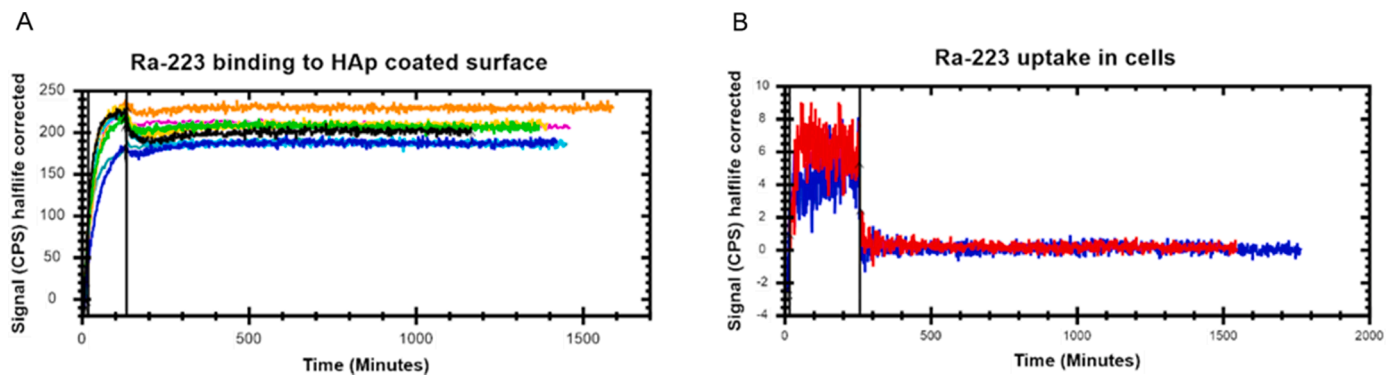 A
Ra-223 binding to HAp coated surface
Signal (CPS) halflife corrected
250
200
150
100
50
0
0 500 1000 1500
Time (Minutes)
B
Ra-223 uptake in cells
Signal (CPS) halflife corrected
10
8
6
4
2
0
-2
-4
0 500 1000 1500 2000
Time (Minutes)